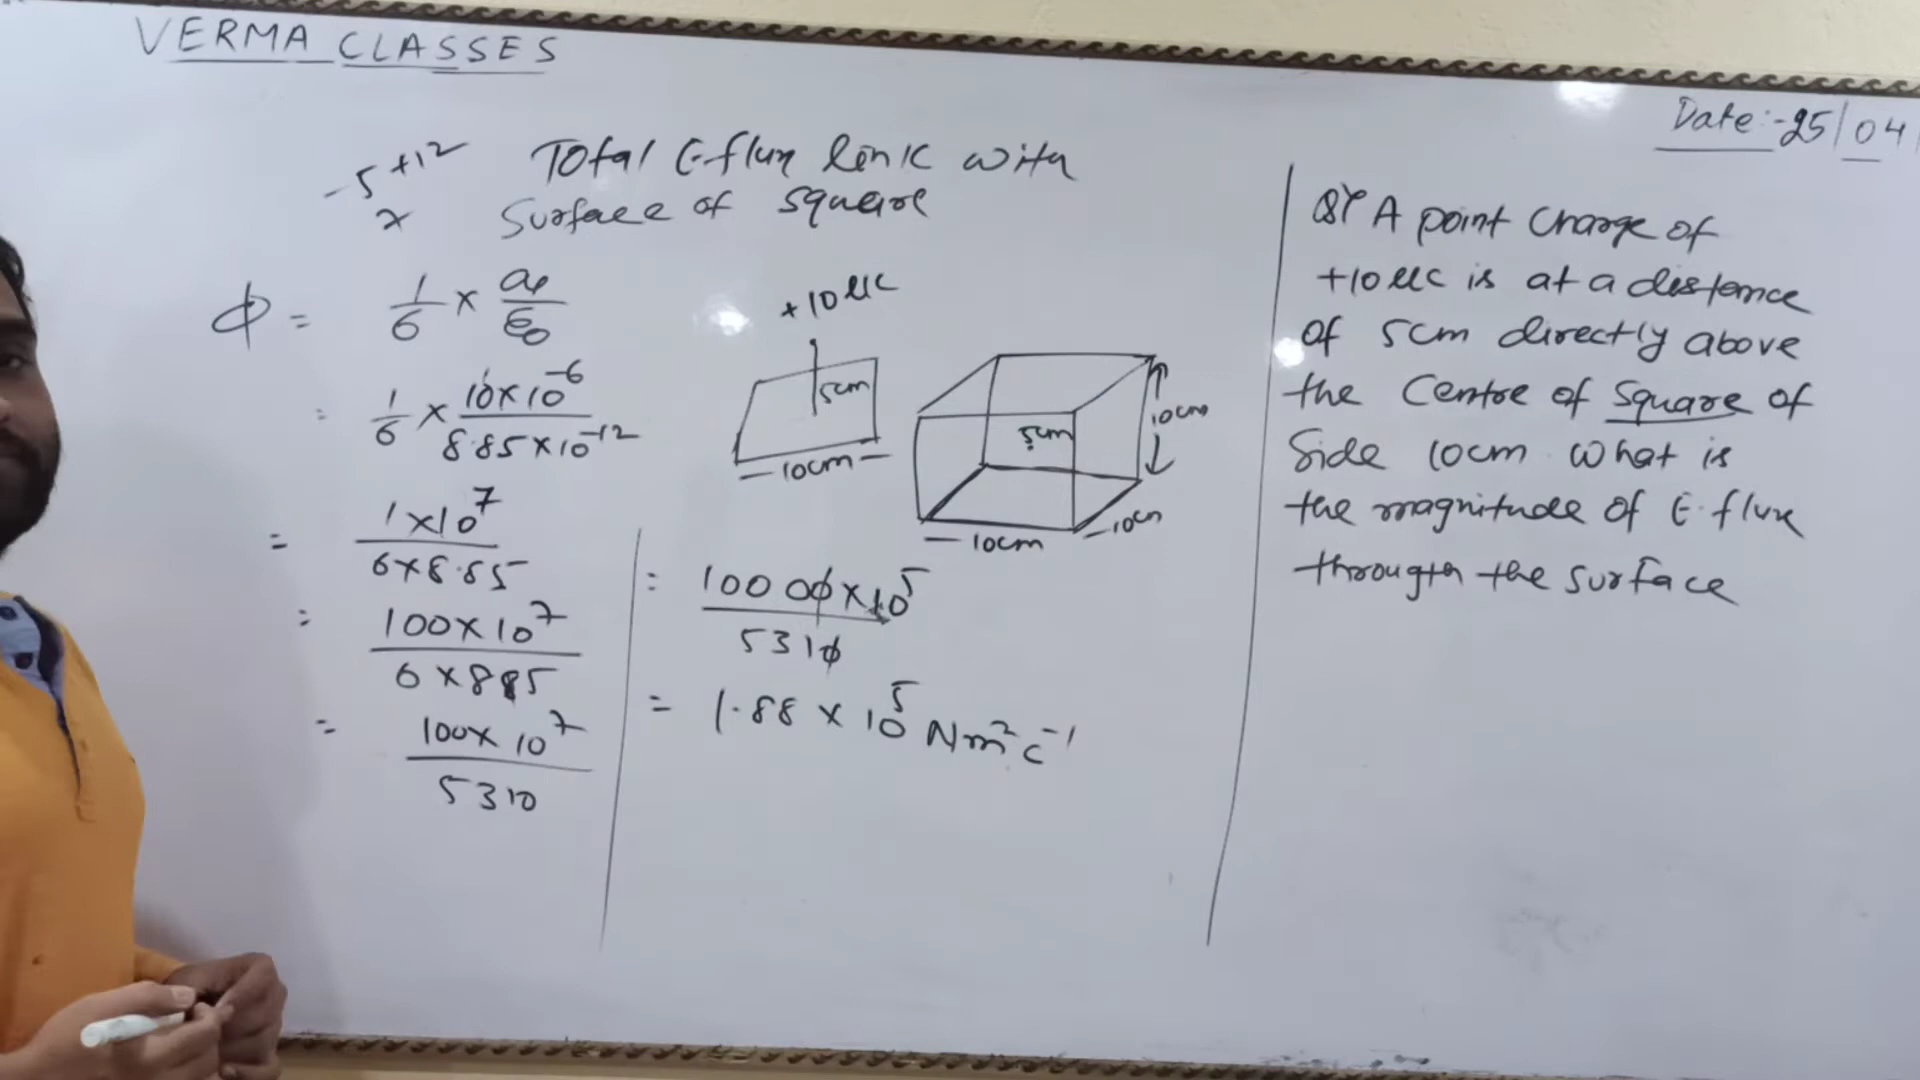 VERMA CLASSES
Date:-25/04/
-5+12
7
Total E.flux link with
Surface of square
ϕ = 1/6 × q/ε0
= 1/6 × 10×10^-6 / 8.85×10^-12
= 1×10^7 / 6×8.85
= 100×10^7 / 6×885
= 100×10^7 / 5310
+10μc
5cm
10cm
5cm
10cm
10cm
10cm
= 10000×10^5 / 5310
= 1.88 × 10^5 Nm^2c^-1
A point Charge of
+10μc is at a distance
of 5cm directly above
the Centre of square of
Side 10cm What is
the magnitude of E.flux
through the surface